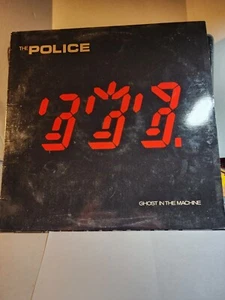 THE POLICE
GHOST IN THE MACHINE